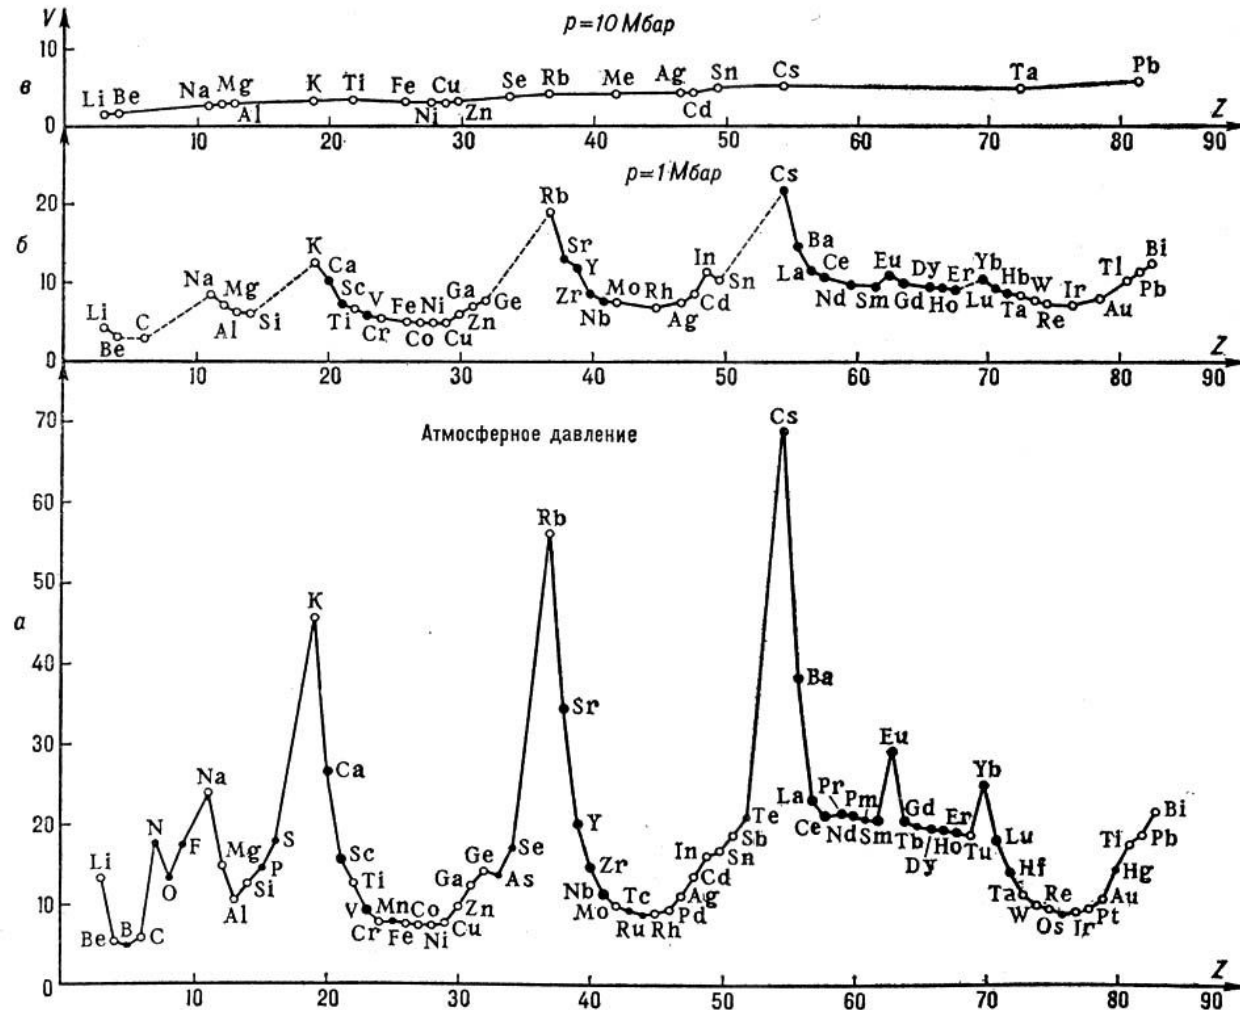 V
p=10 Мбар
10
в
Li Be Na Mg Al K Ti Fe Ni Cu Zn Se Rb Me Ag Cd Sn Cs Ta Pb
0
Z
10 20 30 40 50 60 70 80 90
p=1 Мбар
20
б
10
Li Be C Na Mg Al Si K Ca Sc Ti V Cr Fe Co Ni Cu Ga Zn Ge Rb Sr Y Zr Nb Mo Rh Ag Cd In Sn Cs Ba La Ce Nd Sm Eu Gd Dy Ho Er Yb Lu Hb Ta W Re Ir Au Tl Pb Bi
0
Z
10 20 30 40 50 60 70 80 90
Атмосферное давление
70
60
50
а
40
30
20
10
Li Be B C N O F Na Mg Al Si P S K Ca Sc Ti V Cr Mn Fe Co Ni Cu Zn Ga Ge As Se Rb Sr Y Zr Nb Mo Tc Ru Rh Pd Ag Cd In Sn Sb Te Cs Ba La Ce Pr Nd Pm Sm Eu Gd Tb Dy Ho Er Tu Yb Lu Hf Ta W Re Os Ir Pt Au Hg Ti Pb Bi
0
Z
0 10 20 30 40 50 60 70 80 90